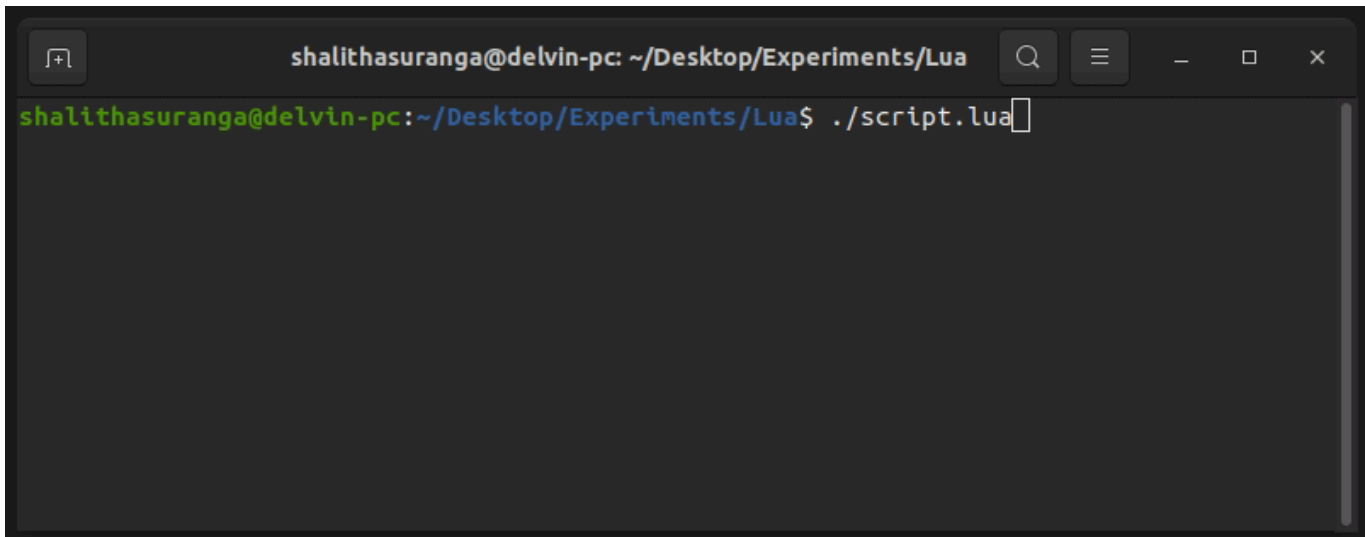 shalithasuranga@delvin-pc: ~/Desktop/Experiments/Lua
shalithasuranga@delvin-pc:~/Desktop/Experiments/Lua$ ./script.lua